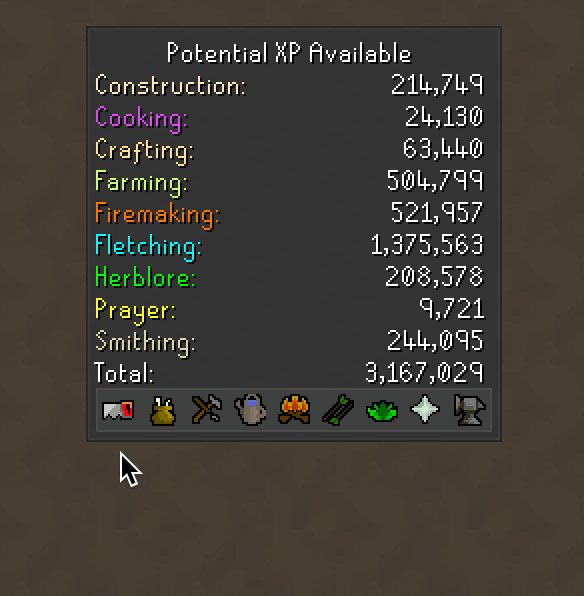 Potential XP Available
Construction: 214,749
Cooking: 24,130
Crafting: 63,440
Farming: 504,799
Firemaking: 521,957
Fletching: 1,375,563
Herblore: 208,578
Prayer: 9,721
Smithing: 244,095
Total: 3,167,029